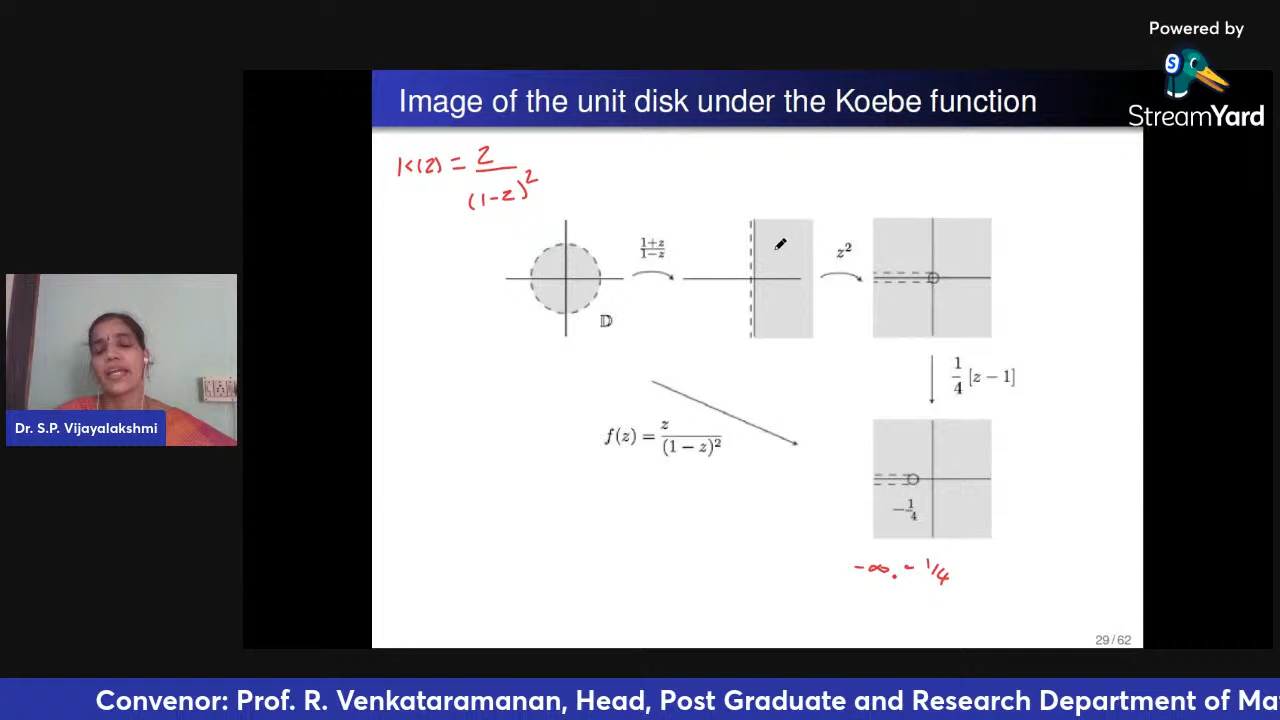 Powered by
StreamYard
Image of the unit disk under the Koebe function
K(z) = z/(1-z)^2
1+z/1−z
z²
𝔻
1/4 [z − 1]
f(z) = z/(1 − z)²
−1/4
-∞. - 1/4
29/62
Dr. S.P. Vijayalakshmi
Convenor: Prof. R. Venkataramanan, Head, Post Graduate and Research Department of Ma